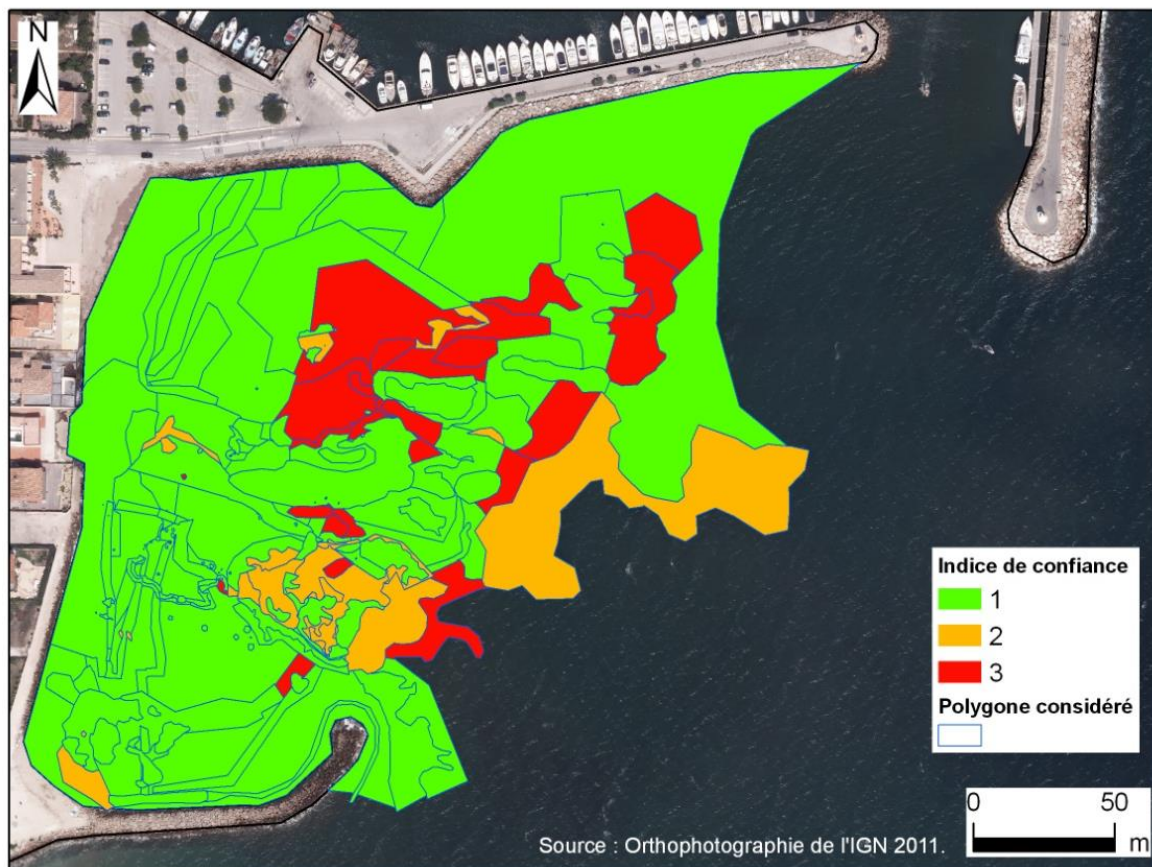 N
Indice de confiance
1
2
3
Polygone considéré
0 50
m
Source : Orthophotographie de l'IGN 2011.